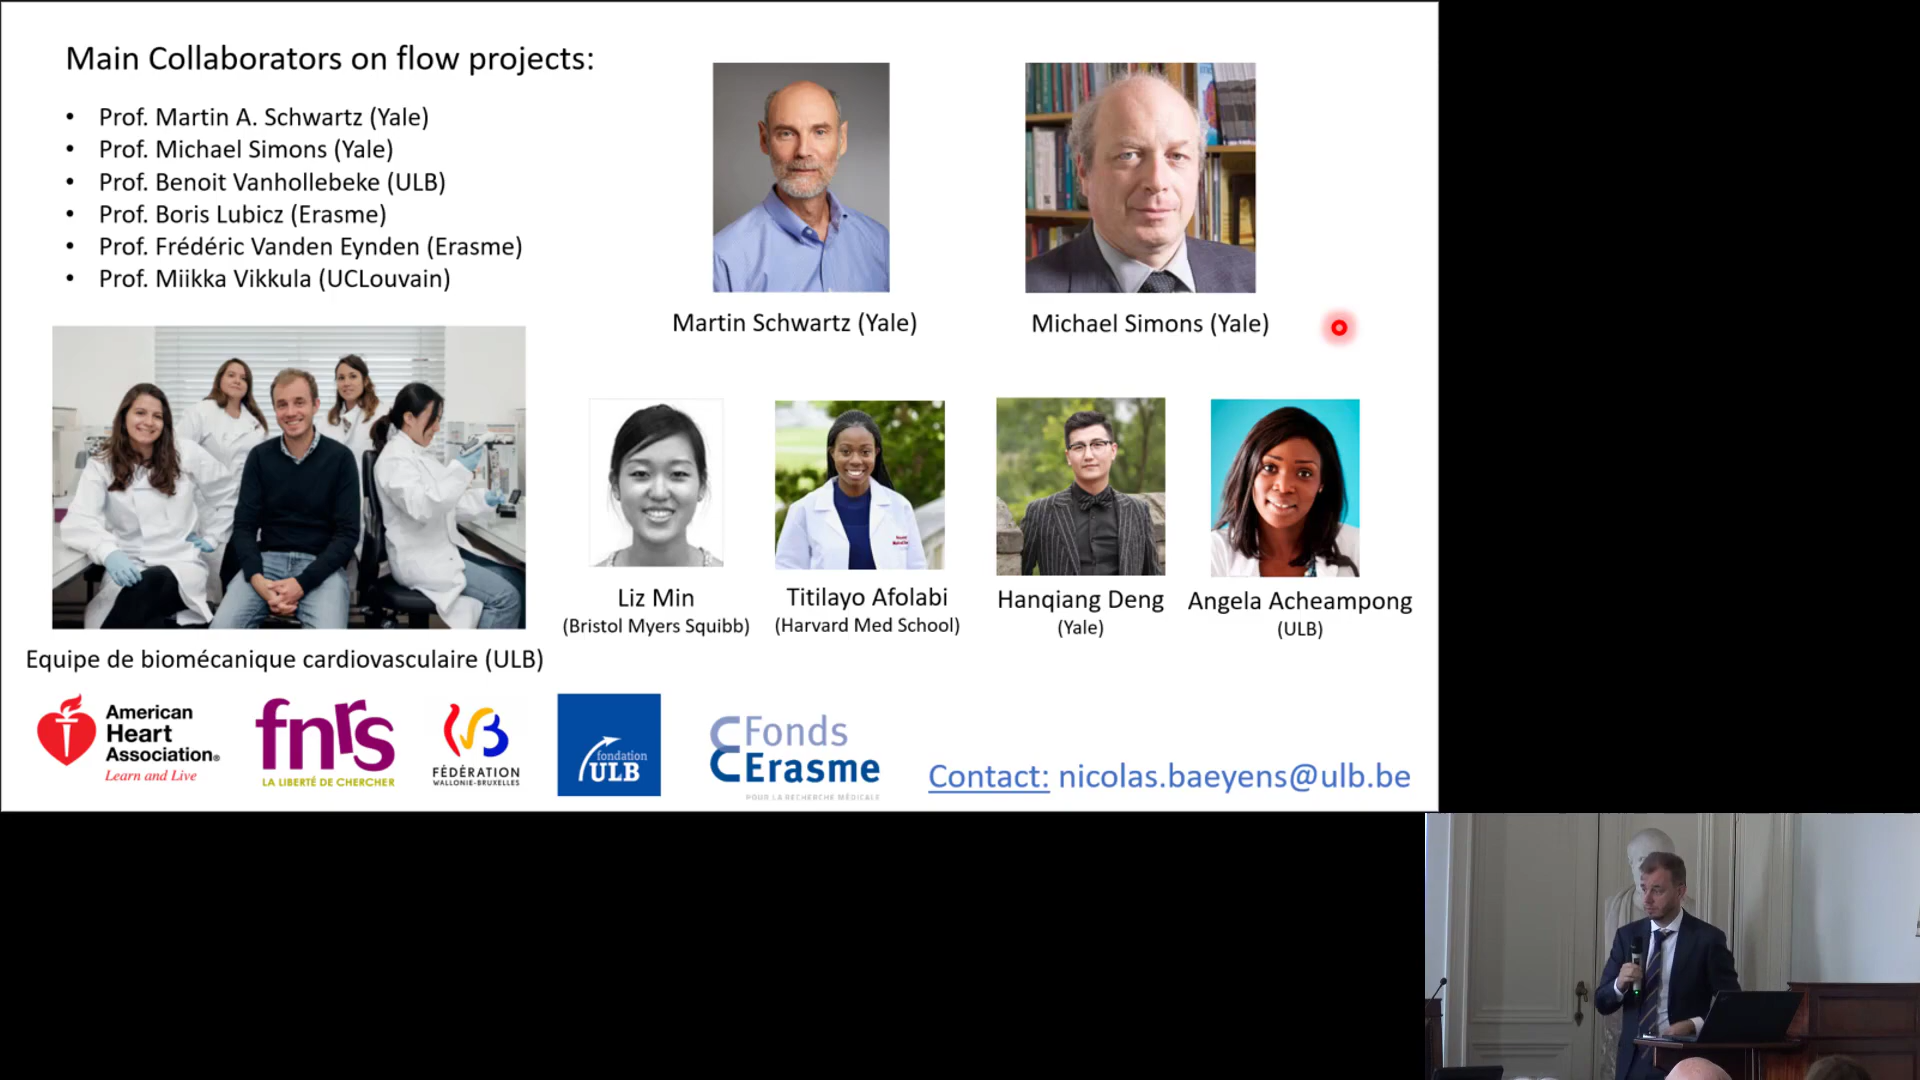 Main Collaborators on flow projects:
• Prof. Martin A. Schwartz (Yale)
• Prof. Michael Simons (Yale)
• Prof. Benoit Vanhollebeke (ULB)
• Prof. Boris Lubicz (Erasme)
• Prof. Frédéric Vanden Eynden (Erasme)
• Prof. Miikka Vikkula (UCLouvain)
Martin Schwartz (Yale)
Michael Simons (Yale)
Liz Min
(Bristol Myers Squibb)
Titilayo Afolabi
(Harvard Med School)
Hanqiang Deng
(Yale)
Angela Acheampong
(ULB)
Equipe de biomécanique cardiovasculaire (ULB)
American
Heart
Association®
Learn and Live
fnrs
LA LIBERTÉ DE CHERCHER
FÉDÉRATION
WALLONIE-BRUXELLES
fondation
ULB
Fonds
Erasme
POUR LA RECHERCHE MÉDICALE
Contact: nicolas.baeyens@ulb.be